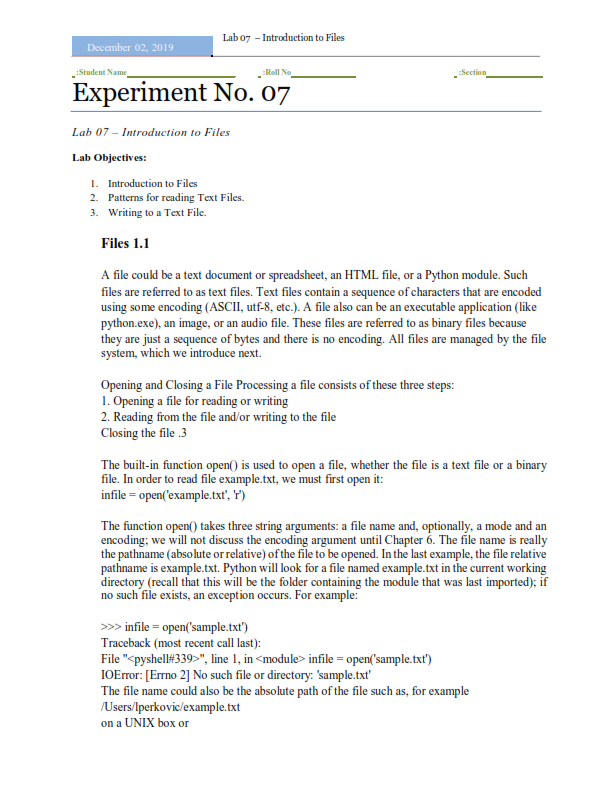 Lab 07 – Introduction to Files
December 02, 2019
:Student Name :Roll No :Section
Experiment No. 07
Lab 07 – Introduction to Files
Lab Objectives:
1. Introduction to Files
2. Patterns for reading Text Files.
3. Writing to a Text File.
Files 1.1
A file could be a text document or spreadsheet, an HTML file, or a Python module. Such
files are referred to as text files. Text files contain a sequence of characters that are encoded
using some encoding (ASCII, utf-8, etc.). A file also can be an executable application (like
python.exe), an image, or an audio file. These files are referred to as binary files because
they are just a sequence of bytes and there is no encoding. All files are managed by the file
system, which we introduce next.
Opening and Closing a File Processing a file consists of these three steps:
1. Opening a file for reading or writing
2. Reading from the file and/or writing to the file
Closing the file .3
The built-in function open() is used to open a file, whether the file is a text file or a binary
file. In order to read file example.txt, we must first open it:
infile = open('example.txt', 'r')
The function open() takes three string arguments: a file name and, optionally, a mode and an
encoding; we will not discuss the encoding argument until Chapter 6. The file name is really
the pathname (absolute or relative) of the file to be opened. In the last example, the file relative
pathname is example.txt. Python will look for a file named example.txt in the current working
directory (recall that this will be the folder containing the module that was last imported); if
no such file exists, an exception occurs. For example:
>>> infile = open('sample.txt')
Traceback (most recent call last):
File "<pyshell#339>", line 1, in <module> infile = open('sample.txt')
IOError: [Errno 2] No such file or directory: 'sample.txt'
The file name could also be the absolute path of the file such as, for example
/Users/lperkovic/example.txt
on a UNIX box or